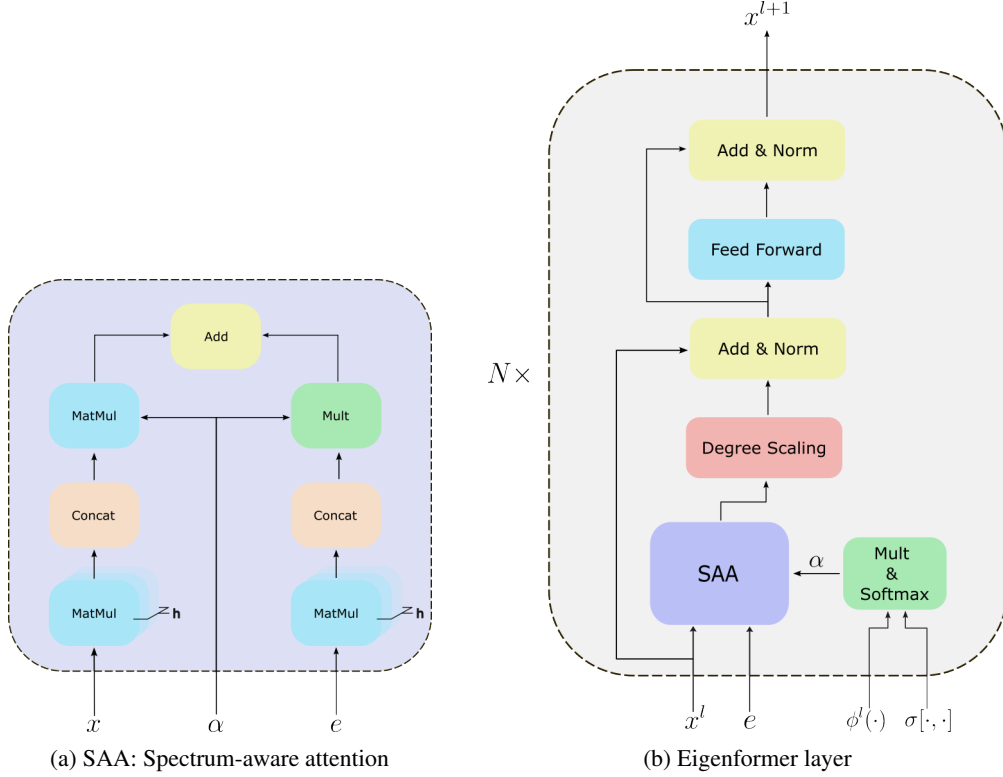 Add
MatMul
Mult
Concat
Concat
MatMul
h
MatMul
h
x
α
e
(a) SAA: Spectrum-aware attention
x^{l+1}
N×
Add & Norm
Feed Forward
Add & Norm
Degree Scaling
SAA
α
Mult
&
Softmax
x^l
e
ϕ^l(·)
σ[·,·]
(b) Eigenformer layer